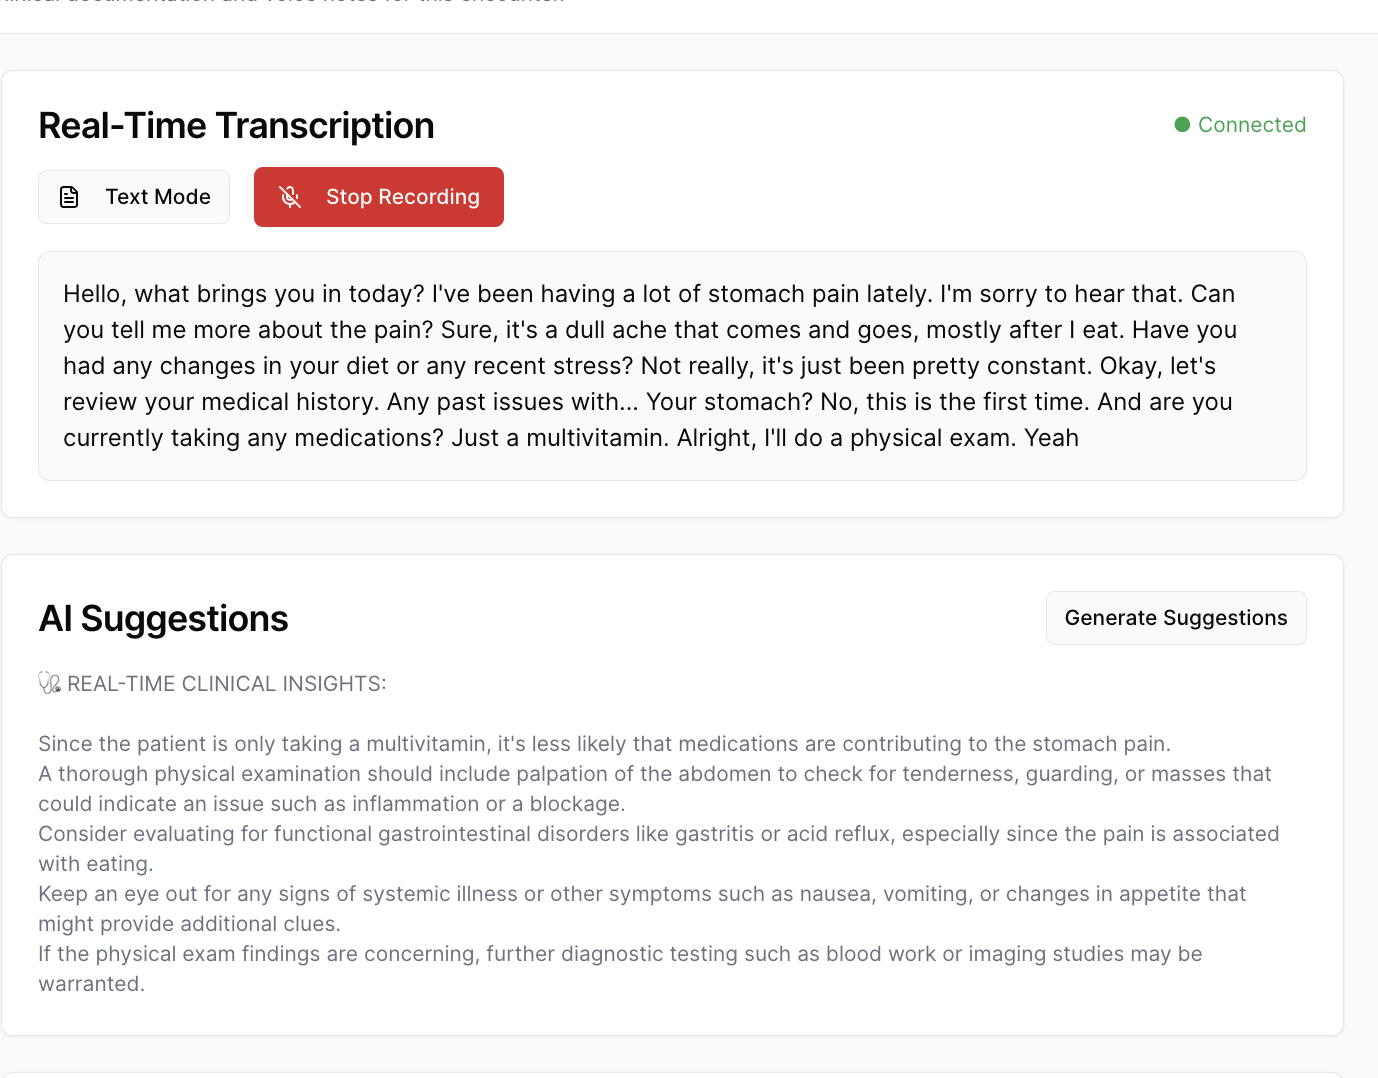 clinical documentation and voice notes for this encounter.
Real-Time Transcription
Connected
Text Mode
Stop Recording
Hello, what brings you in today? I've been having a lot of stomach pain lately. I'm sorry to hear that. Can
you tell me more about the pain? Sure, it's a dull ache that comes and goes, mostly after I eat. Have you
had any changes in your diet or any recent stress? Not really, it's just been pretty constant. Okay, let's
review your medical history. Any past issues with... Your stomach? No, this is the first time. And are you
currently taking any medications? Just a multivitamin. Alright, I'll do a physical exam. Yeah
AI Suggestions
Generate Suggestions
🩺 REAL-TIME CLINICAL INSIGHTS:
Since the patient is only taking a multivitamin, it's less likely that medications are contributing to the stomach pain.
A thorough physical examination should include palpation of the abdomen to check for tenderness, guarding, or masses that
could indicate an issue such as inflammation or a blockage.
Consider evaluating for functional gastrointestinal disorders like gastritis or acid reflux, especially since the pain is associated
with eating.
Keep an eye out for any signs of systemic illness or other symptoms such as nausea, vomiting, or changes in appetite that
might provide additional clues.
If the physical exam findings are concerning, further diagnostic testing such as blood work or imaging studies may be
warranted.